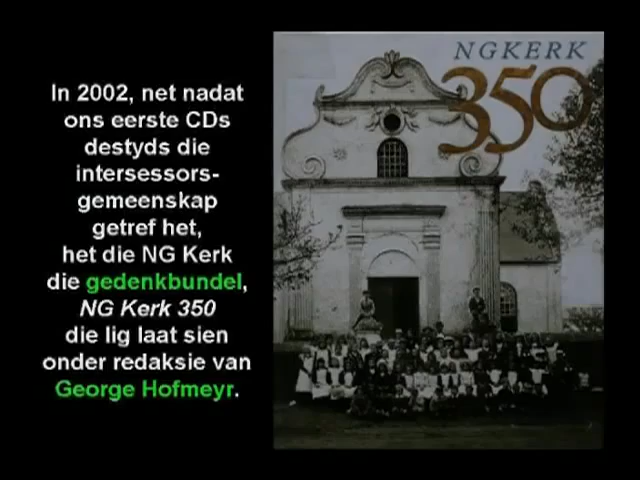 In 2002, net nadat
ons eerste CDs
destyds die
intersessors-
gemeenskap
getref het,
het die NG Kerk
die gedenkbundel,
NG Kerk 350
die lig laat sien
onder redaksie van
George Hofmeyr.
NGKERK
350